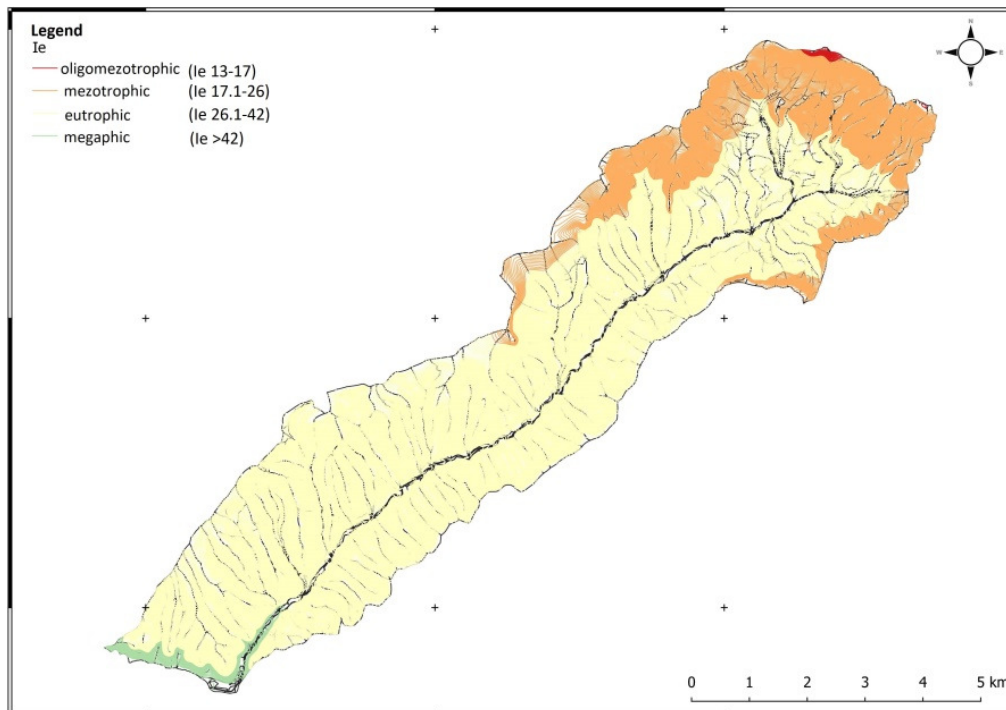 Legend
Ie
oligomezotrophic (Ie 13-17)
mezotrophic (Ie 17.1-26)
eutrophic (Ie 26.1-42)
megaphic (Ie >42)
N
W E
S
0 1 2 3 4 5 km